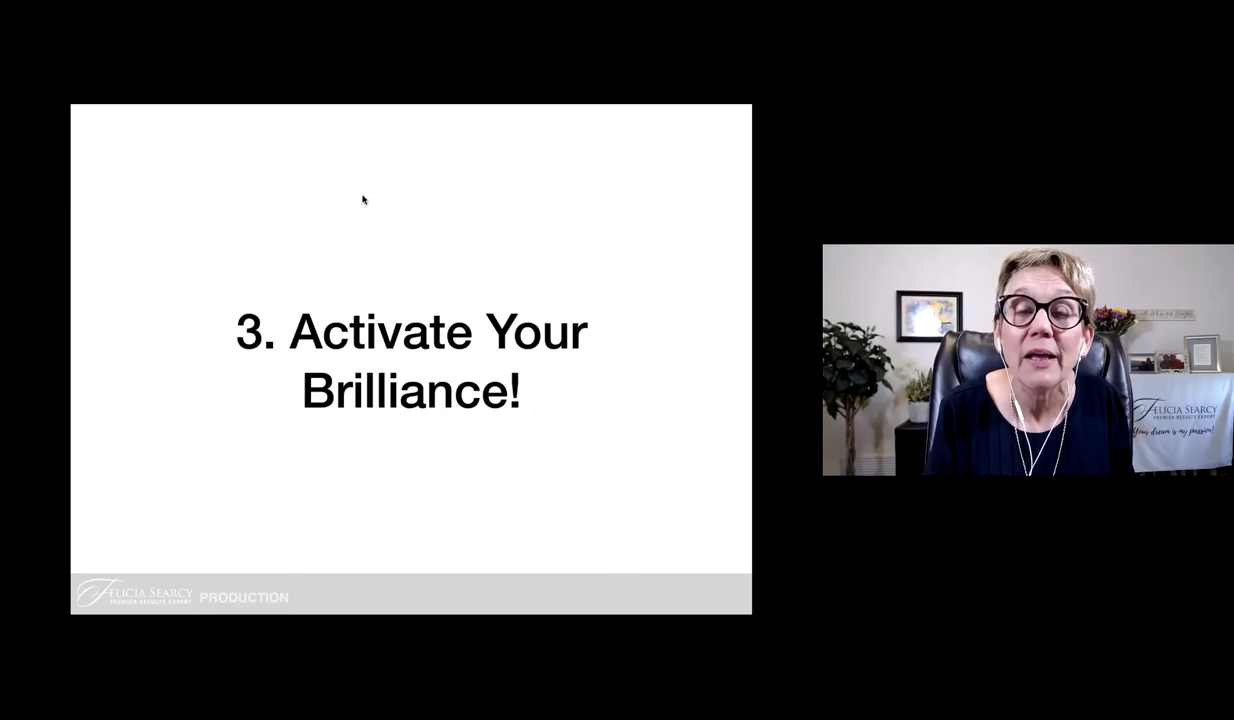 3. Activate Your
Brilliance!
FELICIA SEARCY
PREMIER RESULTS EXPERT
PRODUCTION
FELICIA SEARCY
PREMIER RESULTS EXPERT
Your dream is my passion!